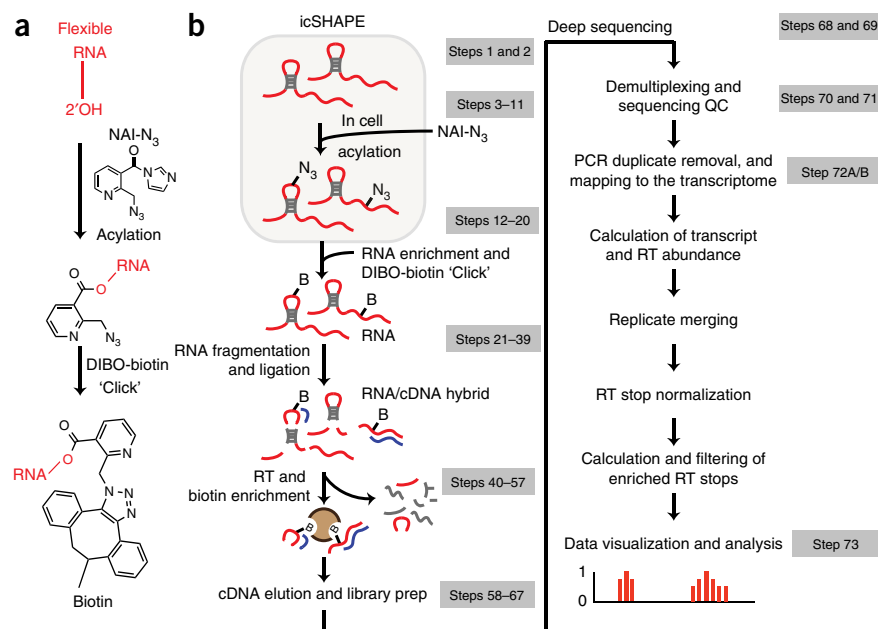 a
Flexible
RNA
2′OH
NAI-N3
O
N
N
N
N3
Acylation
RNA
O
O
N
N3
DIBO-biotin
‘Click’
O
N
RNA
O
N
N
N
Biotin
b
icSHAPE
Steps 1 and 2
Steps 3–11
In cell
acylation
NAI-N3
N3
N3
Steps 12–20
RNA enrichment and
DIBO-biotin ‘Click’
B
B
RNA
Steps 21–39
RNA fragmentation
and ligation
RNA/cDNA hybrid
B
B
RT and
biotin enrichment
Steps 40–57
B
B
cDNA elution and library prep
Steps 58–67
Deep sequencing
Steps 68 and 69
Demultiplexing and
sequencing QC
Steps 70 and 71
PCR duplicate removal, and
mapping to the transcriptome
Step 72A/B
Calculation of transcript
and RT abundance
Replicate merging
RT stop normalization
Calculation and filtering of
enriched RT stops
Data visualization and analysis
Step 73
1
0